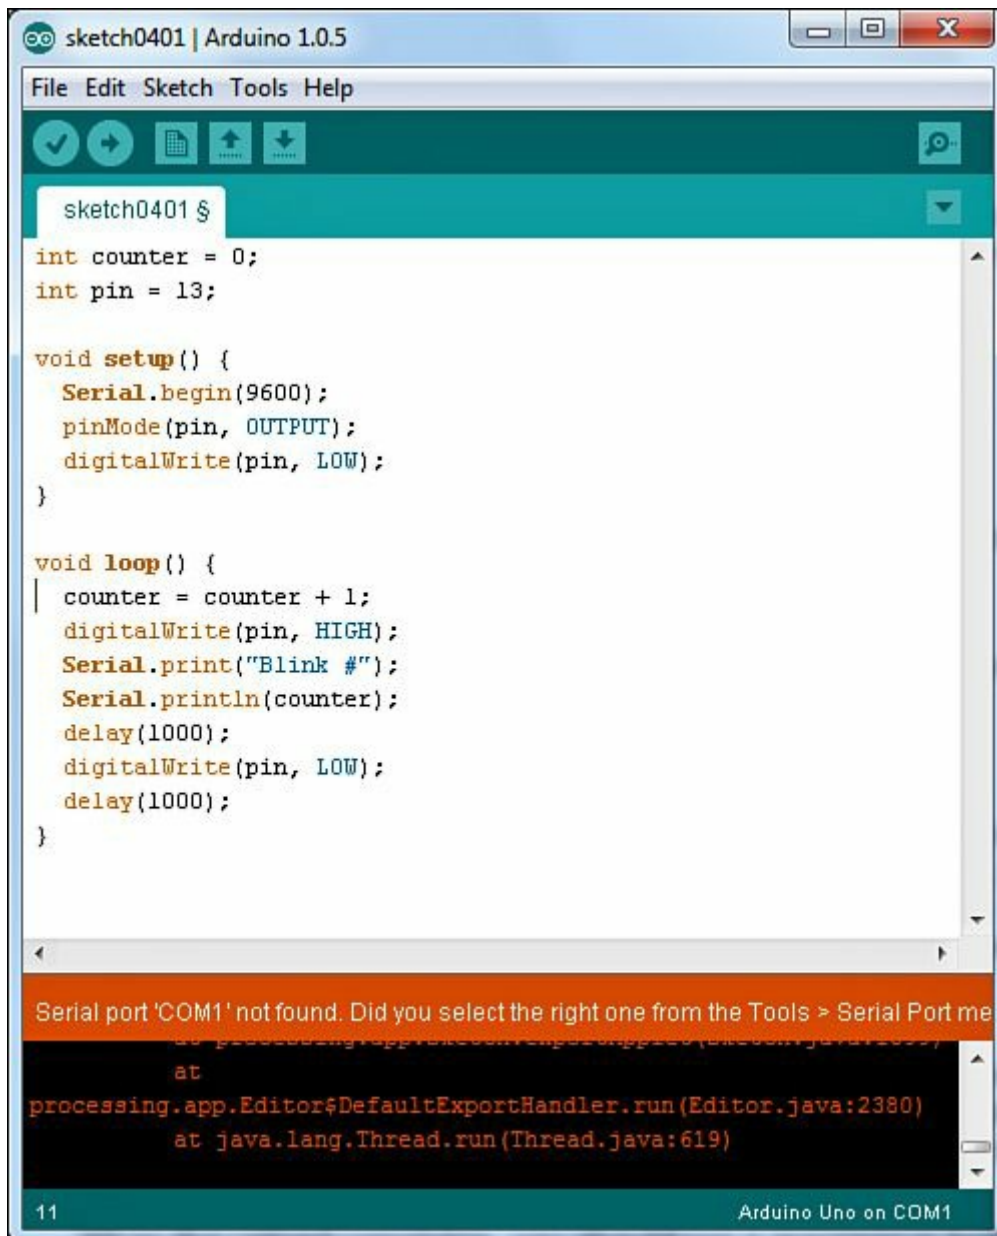 sketch0401 | Arduino 1.0.5
File Edit Sketch Tools Help
sketch0401 §
int counter = 0;
int pin = 13;
void setup() {
  Serial.begin(9600);
  pinMode(pin, OUTPUT);
  digitalWrite(pin, LOW);
}
void loop() {
  counter = counter + 1;
  digitalWrite(pin, HIGH);
  Serial.print("Blink #");
  Serial.println(counter);
  delay(1000);
  digitalWrite(pin, LOW);
  delay(1000);
}
Serial port 'COM1' not found. Did you select the right one from the Tools > Serial Port me
at
processing.app.Editor$DefaultExportHandler.run(Editor.java:2380)
at java.lang.Thread.run(Thread.java:619)
11 Arduino Uno on COM1